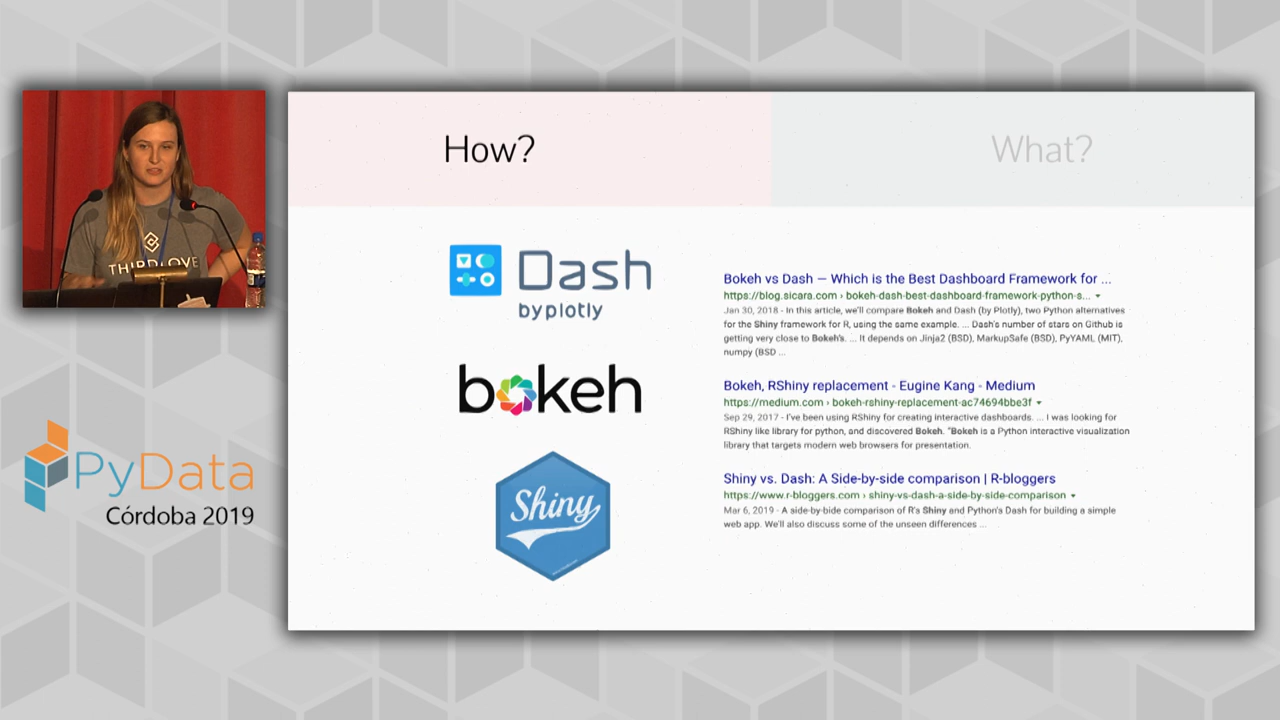 How?
What?
Dash
by plotly
bokeh
Shiny
Bokeh vs Dash — Which is the Best Dashboard Framework for ...
https://blog.sicara.com › bokeh-dash-best-dashboard-framework-python-s...
Jan 30, 2018 - In this article, we'll compare Bokeh and Dash (by Plotly), two Python alternatives
for the Shiny framework for R, using the same example. ... Dash's number of stars on Github is
getting very close to Bokeh's. ... It depends on Jinja2 (BSD), MarkupSafe (BSD), PyYAML (MIT),
numpy (BSD ...
Bokeh, RShiny replacement - Eugine Kang - Medium
https://medium.com › bokeh-rshiny-replacement-ac74694bbe3f
Sep 29, 2017 - I've been using RShiny for creating interactive dashboards. ... I was looking for
RShiny like library for python, and discovered Bokeh. "Bokeh is a Python interactive visualization
library that targets modern web browsers for presentation.
Shiny vs. Dash: A Side-by-side comparison | R-bloggers
https://www.r-bloggers.com › shiny-vs-dash-a-side-by-side-comparison
Mar 6, 2019 - A side-by-bide comparison of R's Shiny and Python's Dash for building a simple
web app. We'll also discuss some of the unseen differences ...
THIRDLOVE
PyData
Córdoba 2019